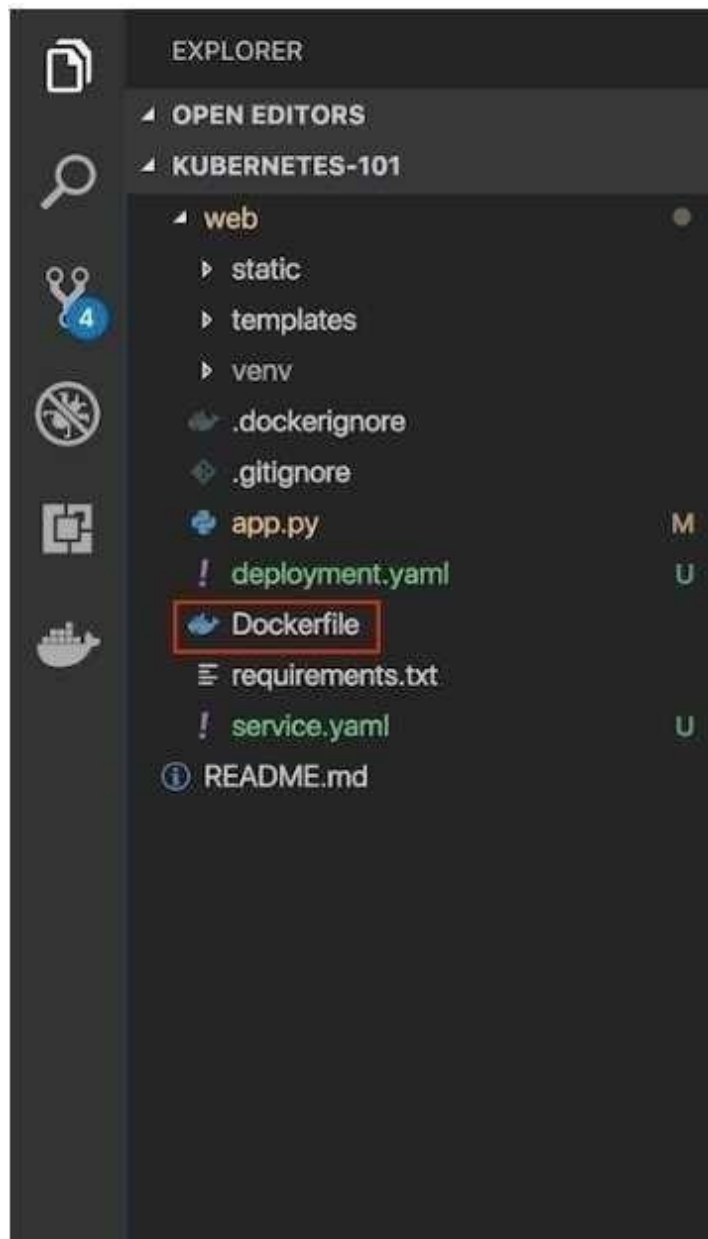 EXPLORER
OPEN EDITORS
KUBERNETES-101
web
static
templates
venv
4
.dockerignore
.gitignore
app.py M
deployment.yaml U
Dockerfile
requirements.txt
service.yaml U
README.md